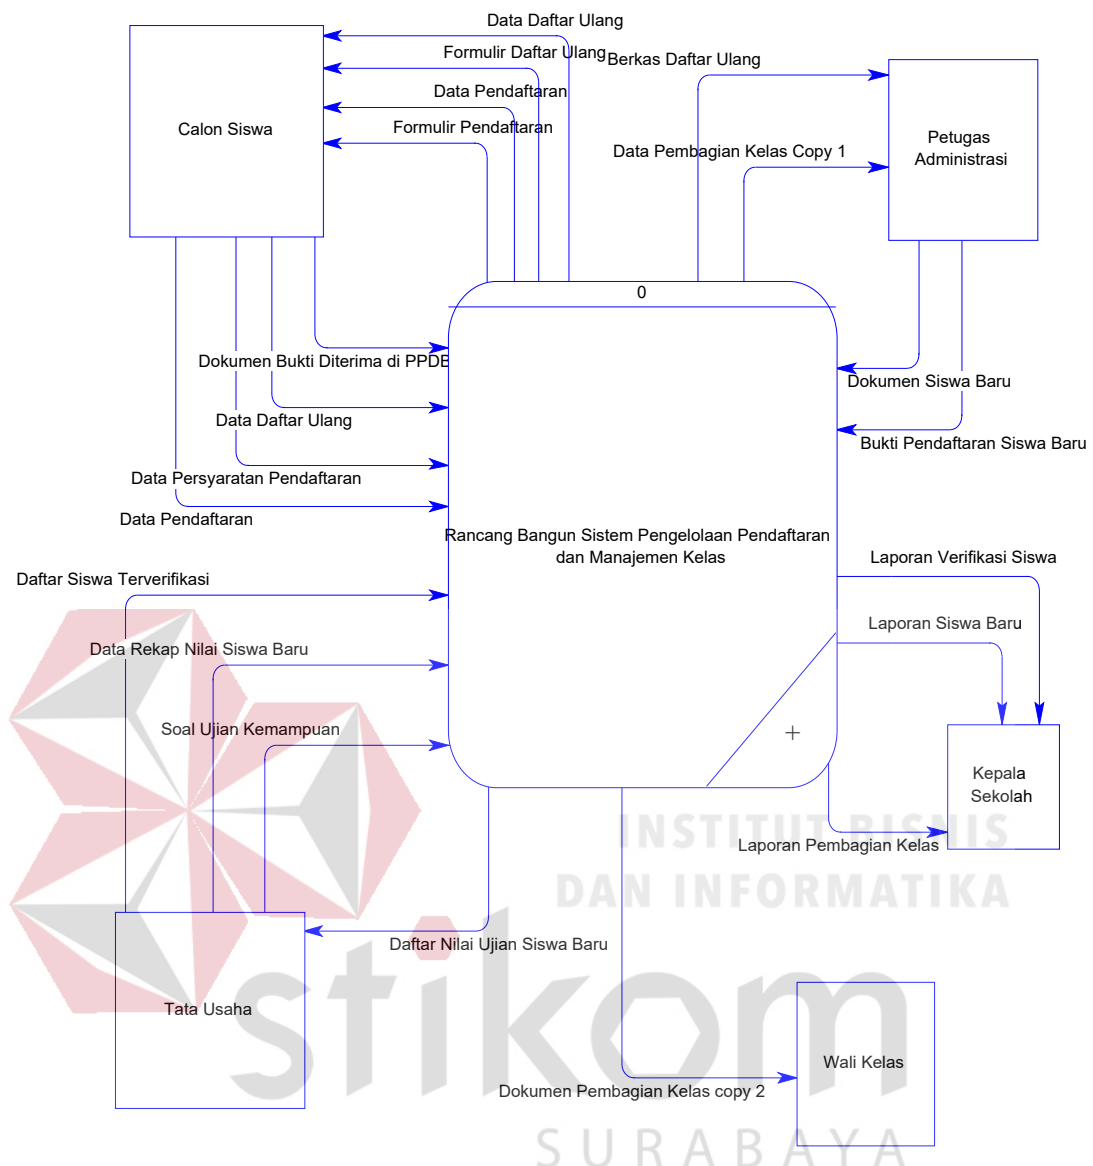 Data Daftar Ulang
Formulir Daftar Ulang
Berkas Daftar Ulang
Data Pendaftaran
Formulir Pendaftaran
Calon Siswa
Petugas
Administrasi
Data Pembagian Kelas Copy 1
0
Dokumen Bukti Diterima di PPDB
Dokumen Siswa Baru
Data Daftar Ulang
Bukti Pendaftaran Siswa Baru
Data Persyaratan Pendaftaran
Data Pendaftaran
Rancang Bangun Sistem Pengelolaan Pendaftaran
dan Manajemen Kelas
Laporan Verifikasi Siswa
Daftar Siswa Terverifikasi
Laporan Siswa Baru
Data Rekap Nilai Siswa Baru
Soal Ujian Kemampuan
+
Kepala
Sekolah
INSTITUT BISNIS
Laporan Pembagian Kelas
DAN INFORMATIKA
Daftar Nilai Ujian Siswa Baru
stikom
Tata Usaha
Wali Kelas
Dokumen Pembagian Kelas copy 2
SURABAYA